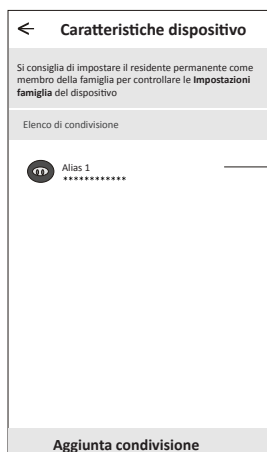 Caratteristiche dispositivo
Si consiglia di impostare il residente permanente come
membro della famiglia per controllare le Impostazioni
famiglia del dispositivo
Elenco di condivisione
Alias 1
************
Aggiunta condivisione